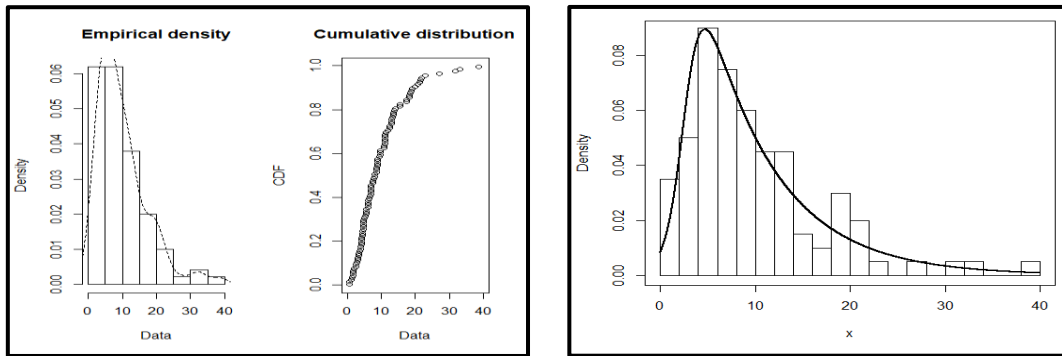 Empirical density
Density
0.00
0.01
0.02
0.03
0.04
0.05
0.06
0 10 20 30 40
Data
Cumulative distribution
CDF
0.0
0.2
0.4
0.6
0.8
1.0
0 10 20 30 40
Data
Density
0.00
0.02
0.04
0.06
0.08
0 10 20 30 40
x